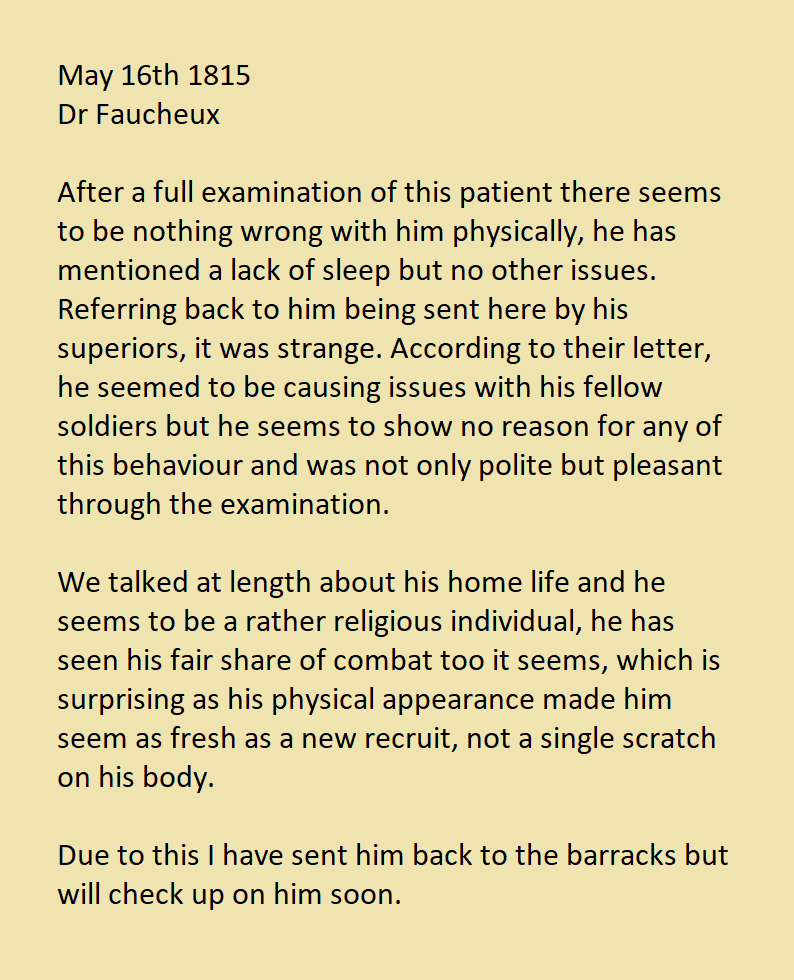 May 16th 1815
Dr Faucheux
After a full examination of this patient there seems
to be nothing wrong with him physically, he has
mentioned a lack of sleep but no other issues.
Referring back to him being sent here by his
superiors, it was strange. According to their letter,
he seemed to be causing issues with his fellow
soldiers but he seems to show no reason for any of
this behaviour and was not only polite but pleasant
through the examination.
We talked at length about his home life and he
seems to be a rather religious individual, he has
seen his fair share of combat too it seems, which is
surprising as his physical appearance made him
seem as fresh as a new recruit, not a single scratch
on his body.
Due to this I have sent him back to the barracks but
will check up on him soon.